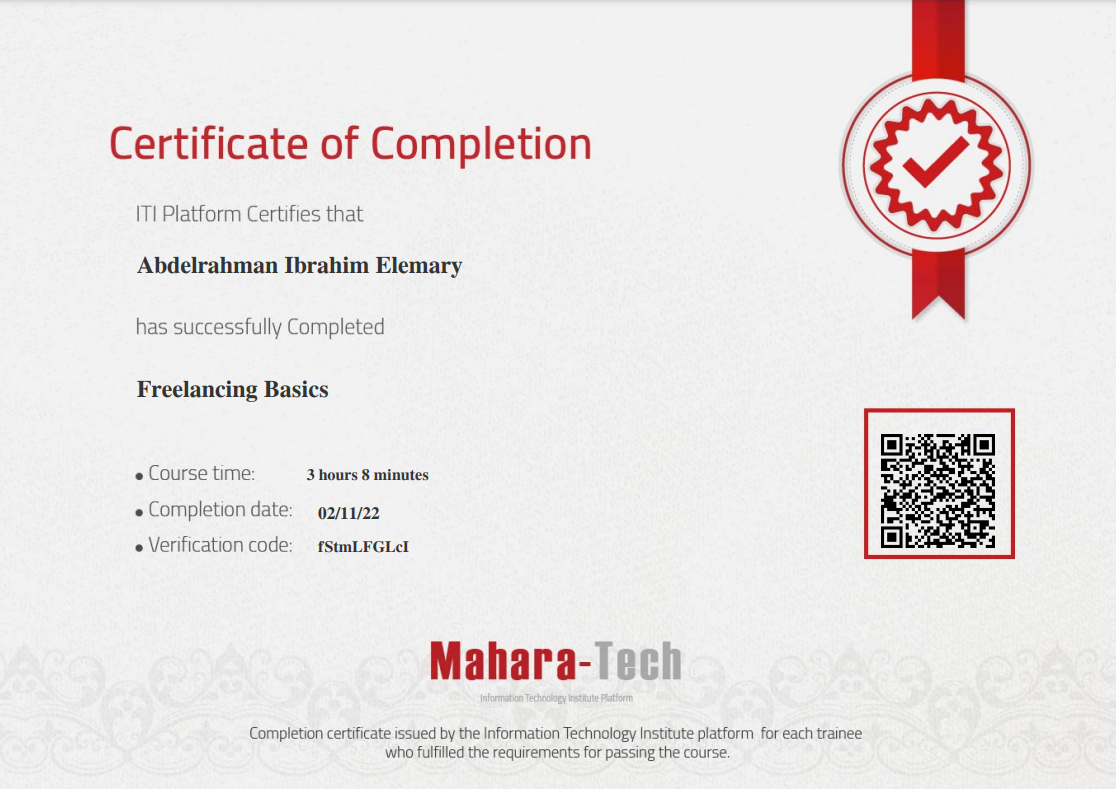 Certificate of Completion
ITI Platform Certifies that
Abdelrahman Ibrahim Elemary
has successfully Completed
Freelancing Basics
• Course time: 3 hours 8 minutes
• Completion date: 02/11/22
• Verification code: fStmLFGLcI
Mahara-Tech
Information Technology Institute Platform
Completion certificate issued by the Information Technology Institute platform for each trainee
who fulfilled the requirements for passing the course.